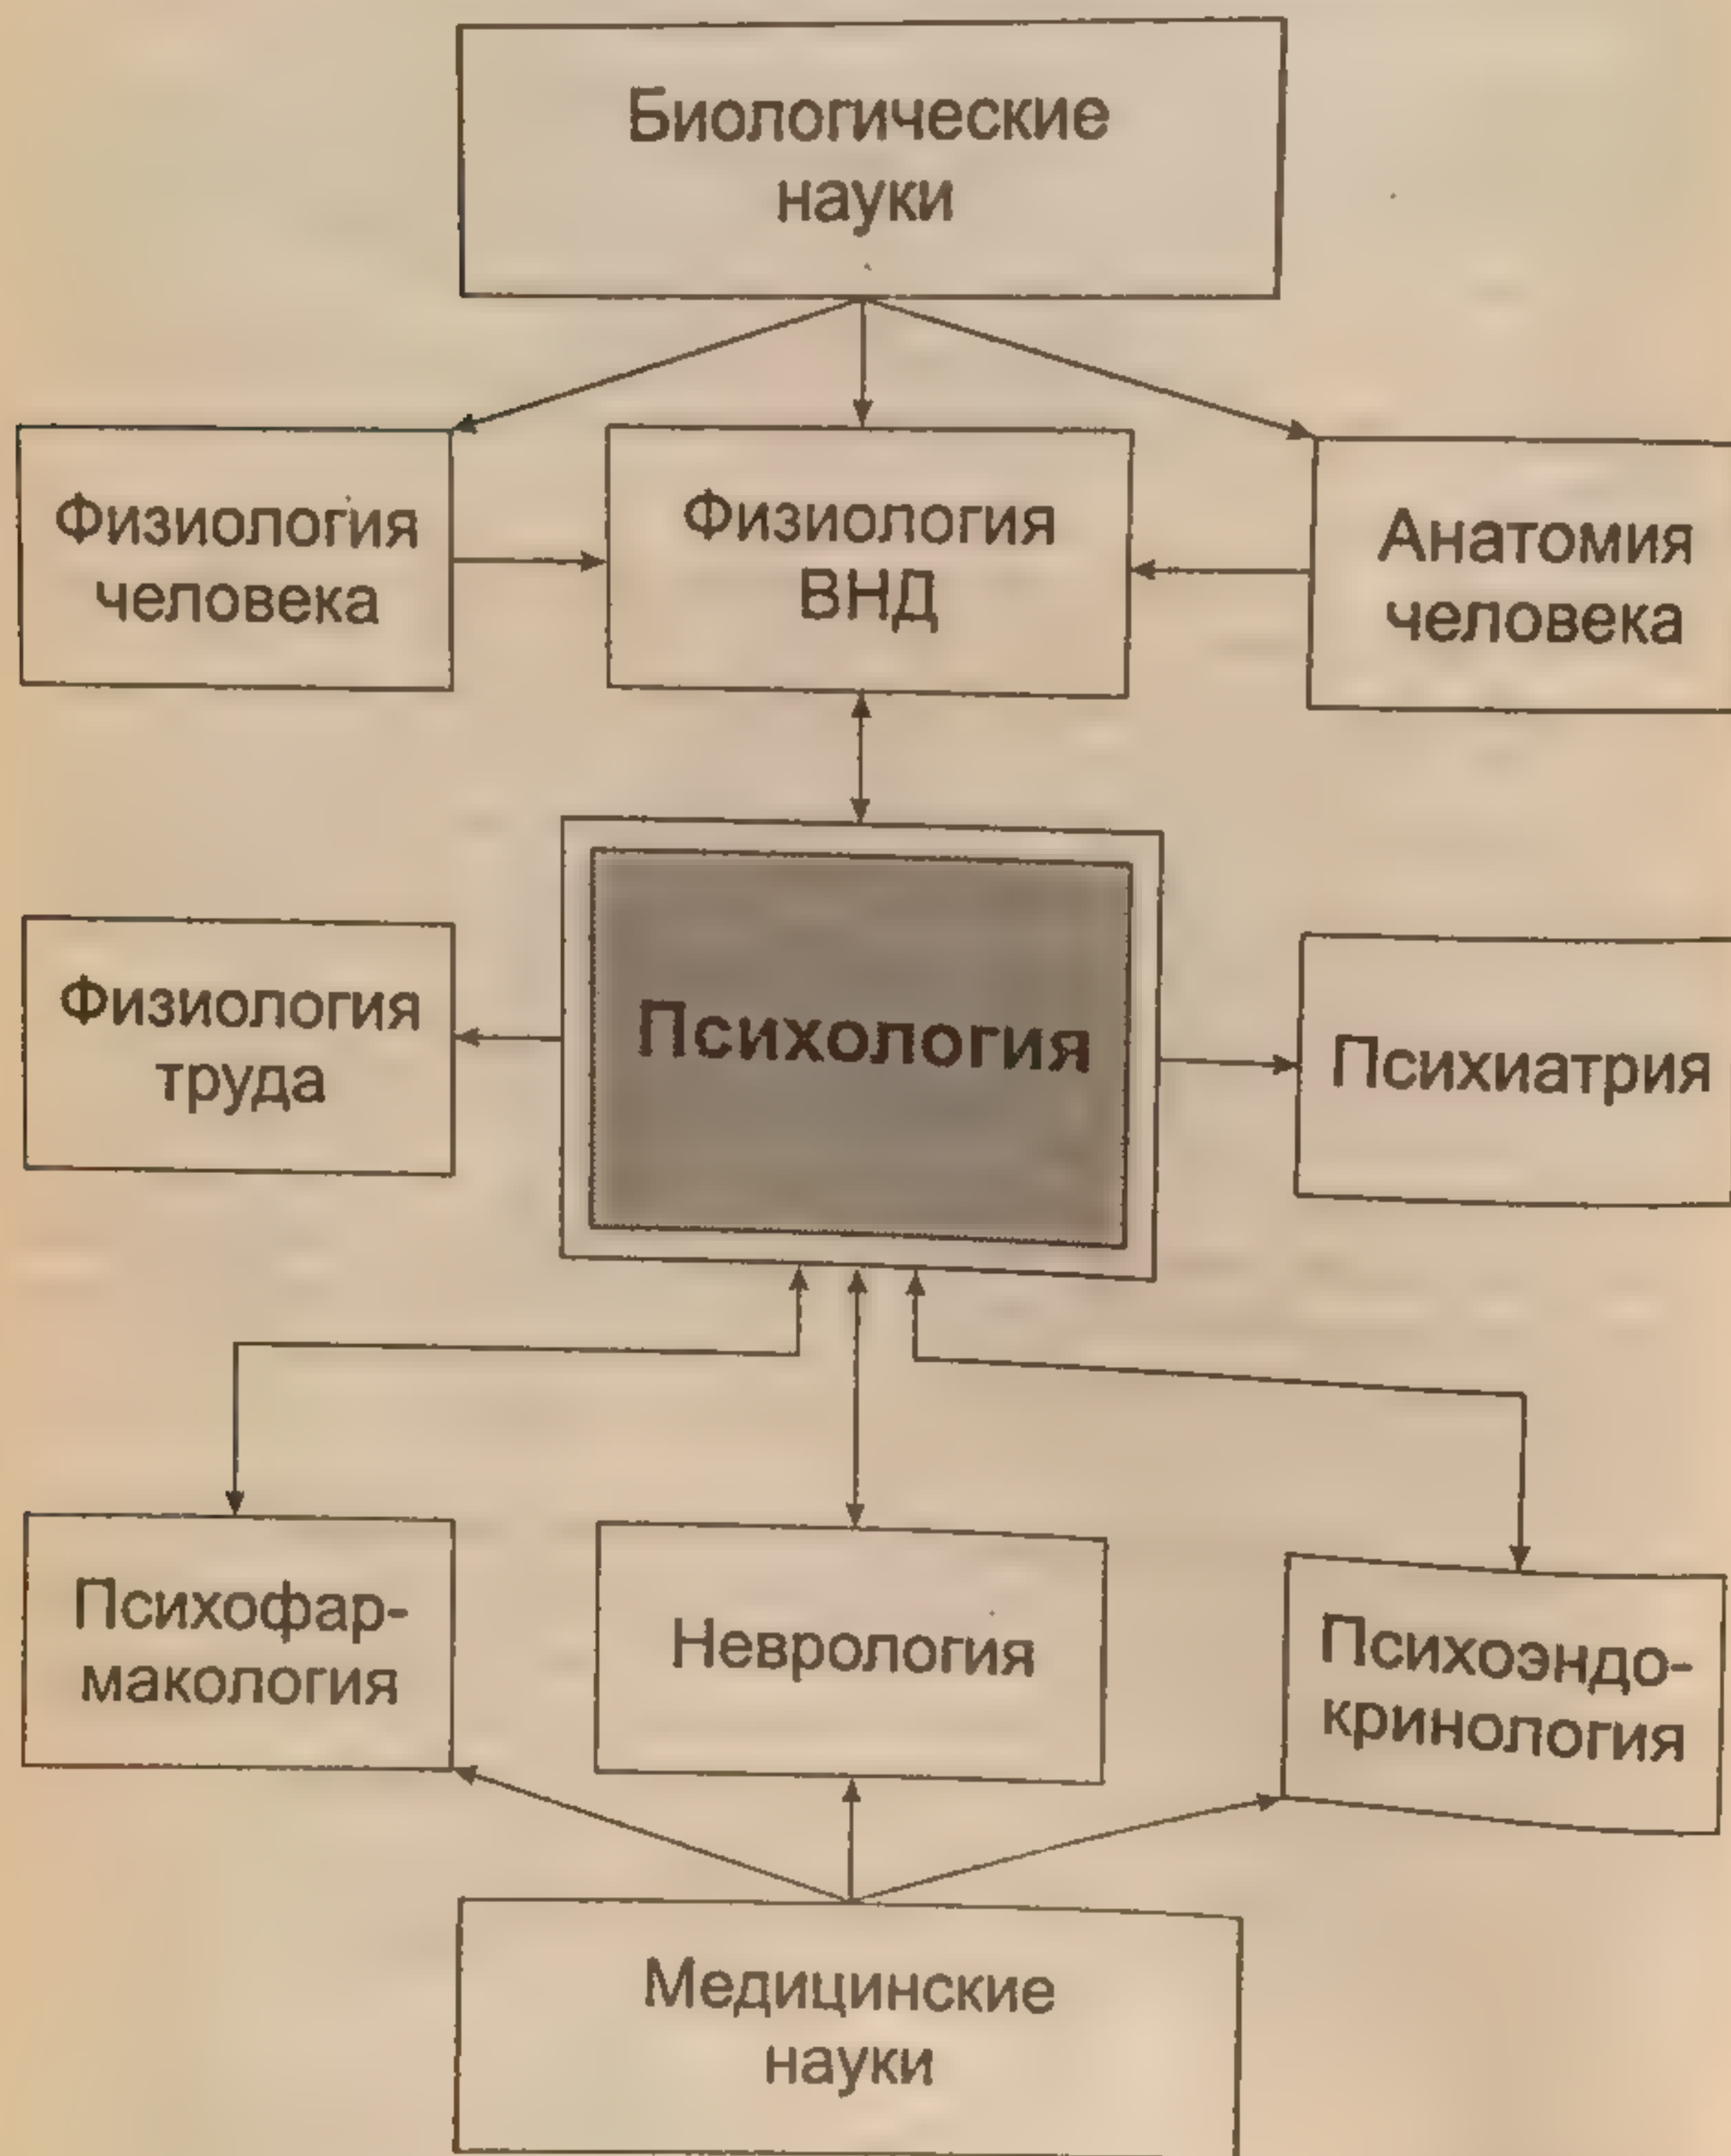 Биологические
науки
Физиология
человека
Физиология
ВНД
Анатомия
человека
Физиология
труда
Психология
Психиатрия
Психофар-
макология
Неврология
Психоэндо-
кринология
Медицинские
науки